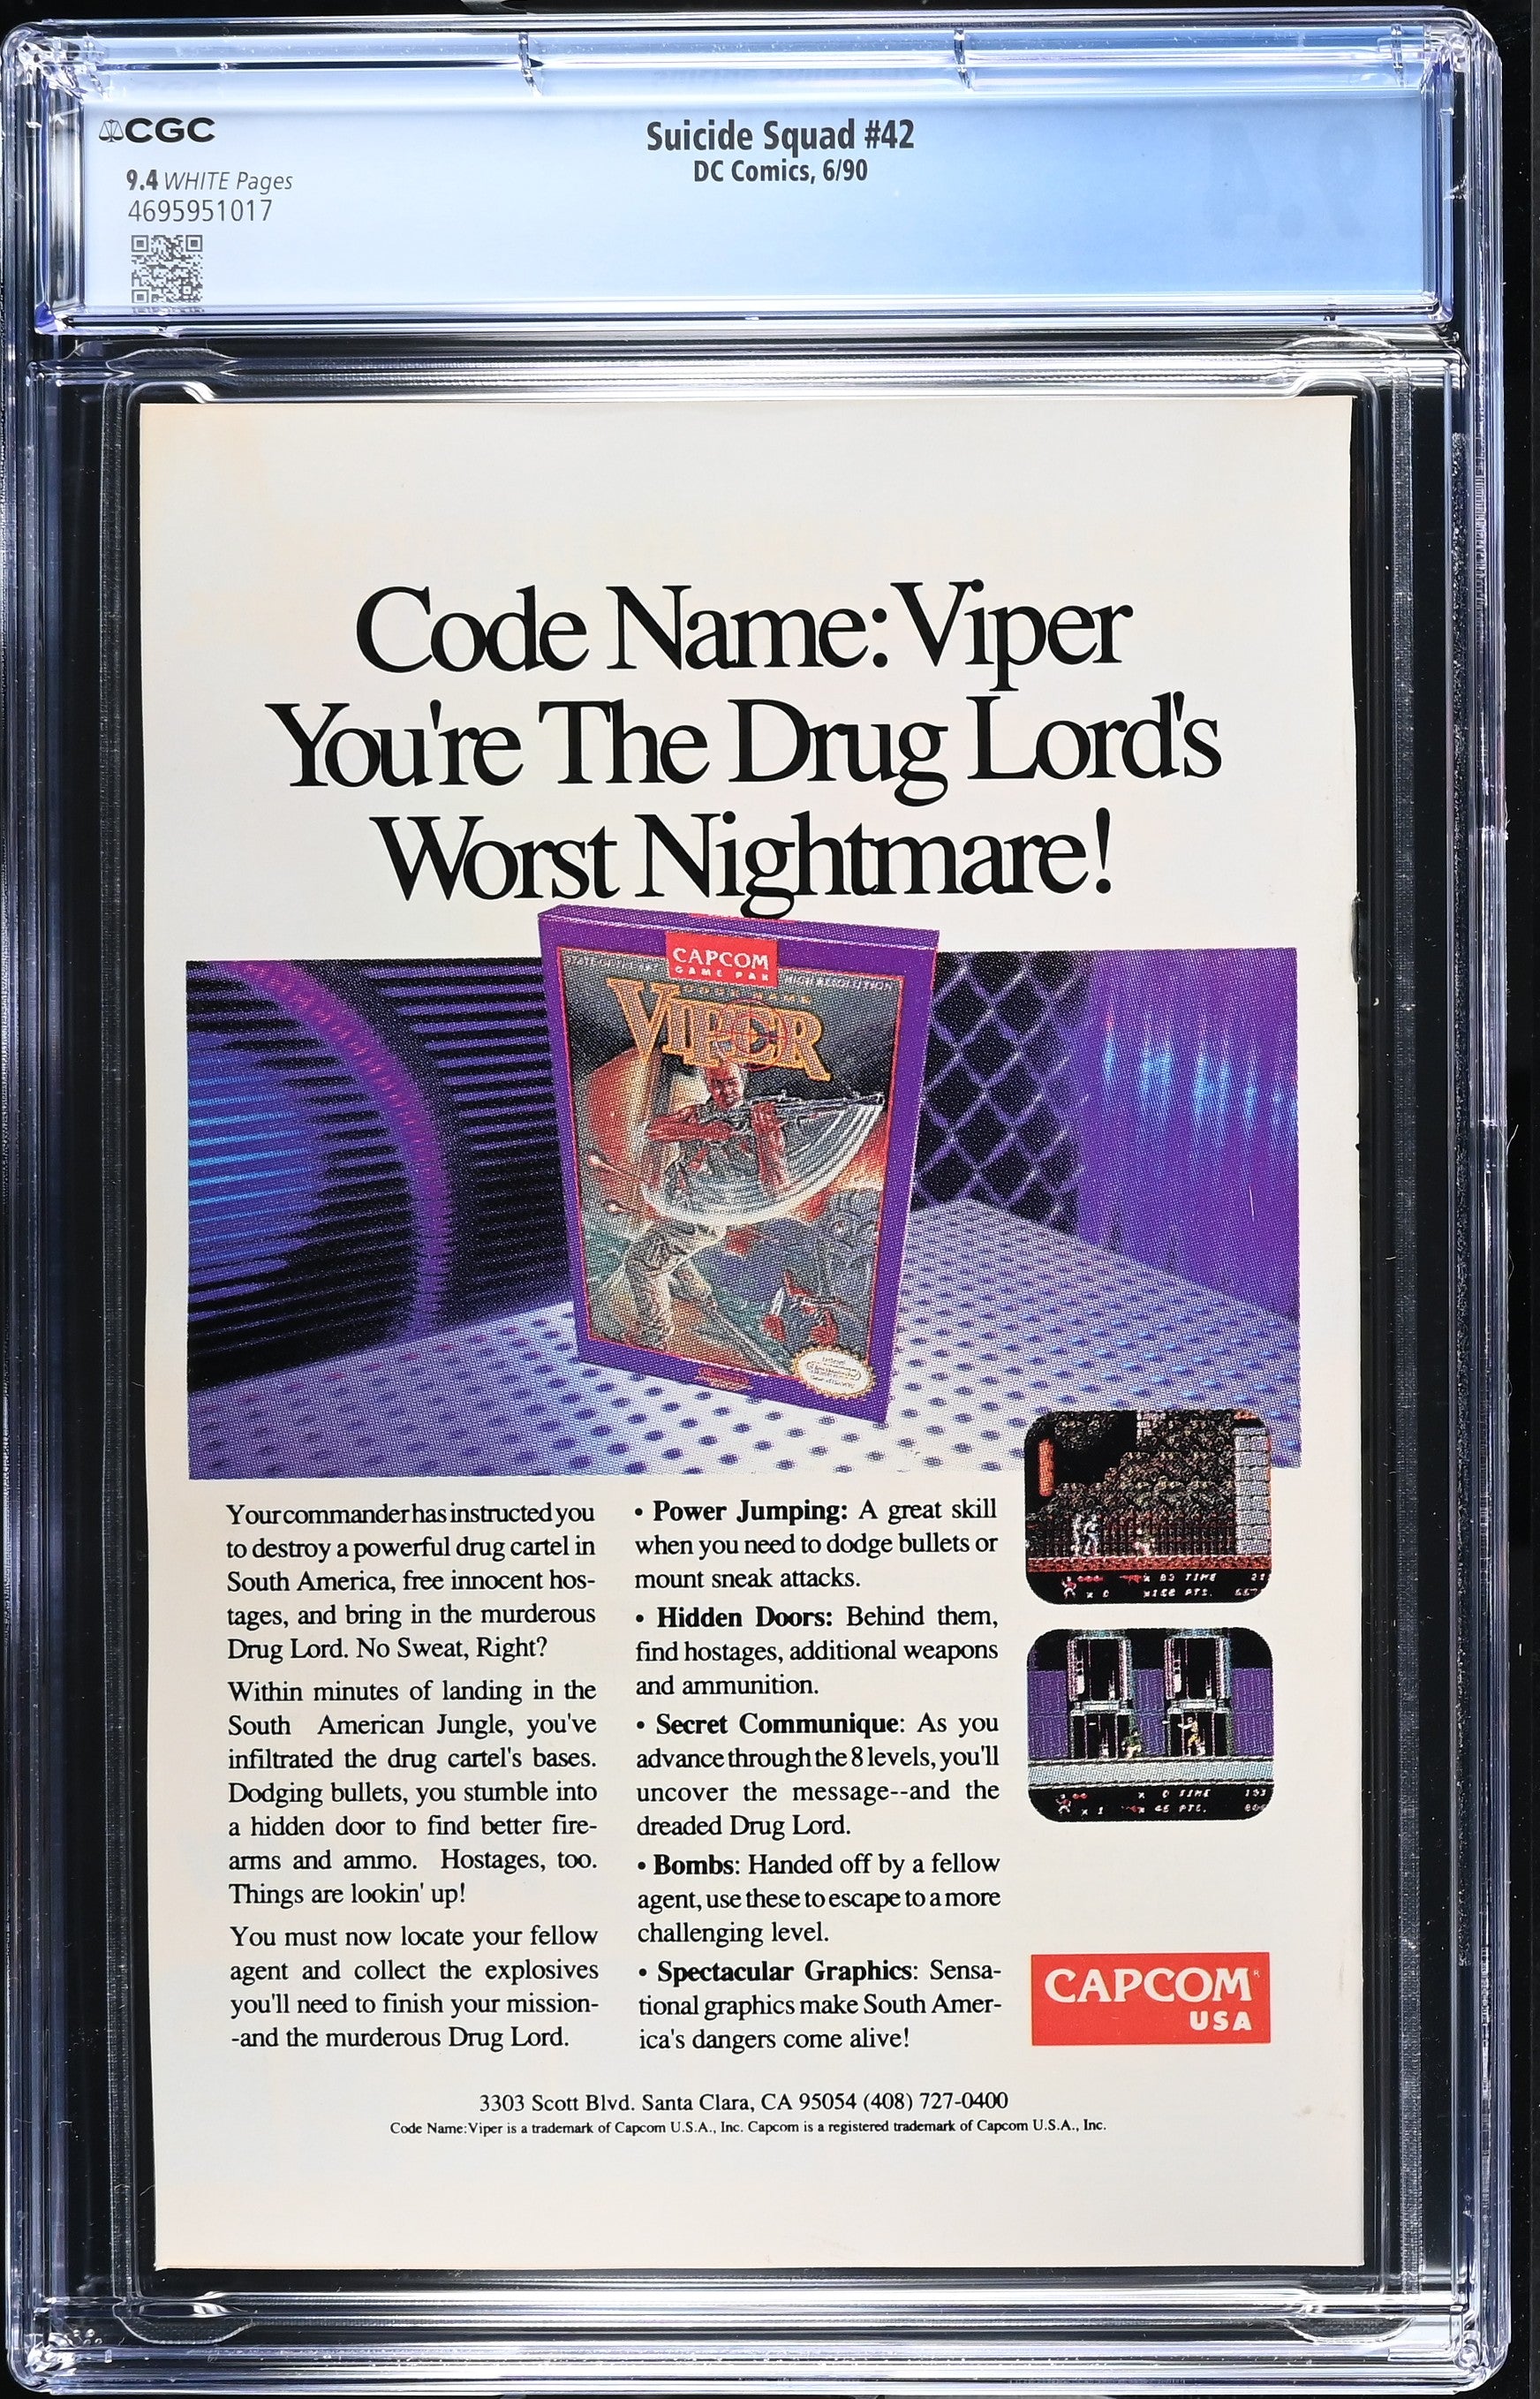 CGC
Suicide Squad #42
DC Comics, 6/90
9.4 WHITE Pages
4695951017
Code Name: Viper
You're The Drug Lord's
Worst Nightmare!
CAPCOM
GAME PAK
HIGH RESOLUTION
CODE NAME
VIPER
Your commander has instructed you
to destroy a powerful drug cartel in
South America, free innocent hos-
tages, and bring in the murderous
Drug Lord. No Sweat, Right?
Within minutes of landing in the
South American Jungle, you've
infiltrated the drug cartel's bases.
Dodging bullets, you stumble into
a hidden door to find better fire-
arms and ammo. Hostages, too.
Things are lookin' up!
You must now locate your fellow
agent and collect the explosives
you'll need to finish your mission-
-and the murderous Drug Lord.
• Power Jumping: A great skill
when you need to dodge bullets or
mount sneak attacks.
• Hidden Doors: Behind them,
find hostages, additional weapons
and ammunition.
• Secret Communique: As you
advance through the 8 levels, you'll
uncover the message--and the
dreaded Drug Lord.
• Bombs: Handed off by a fellow
agent, use these to escape to a more
challenging level.
• Spectacular Graphics: Sensa-
tional graphics make South Amer-
ica's dangers come alive!
TIME
PTS.
TIME
PTS.
CAPCOM
USA
3303 Scott Blvd. Santa Clara, CA 95054 (408) 727-0400
Code Name: Viper is a trademark of Capcom U.S.A., Inc. Capcom is a registered trademark of Capcom U.S.A., Inc.